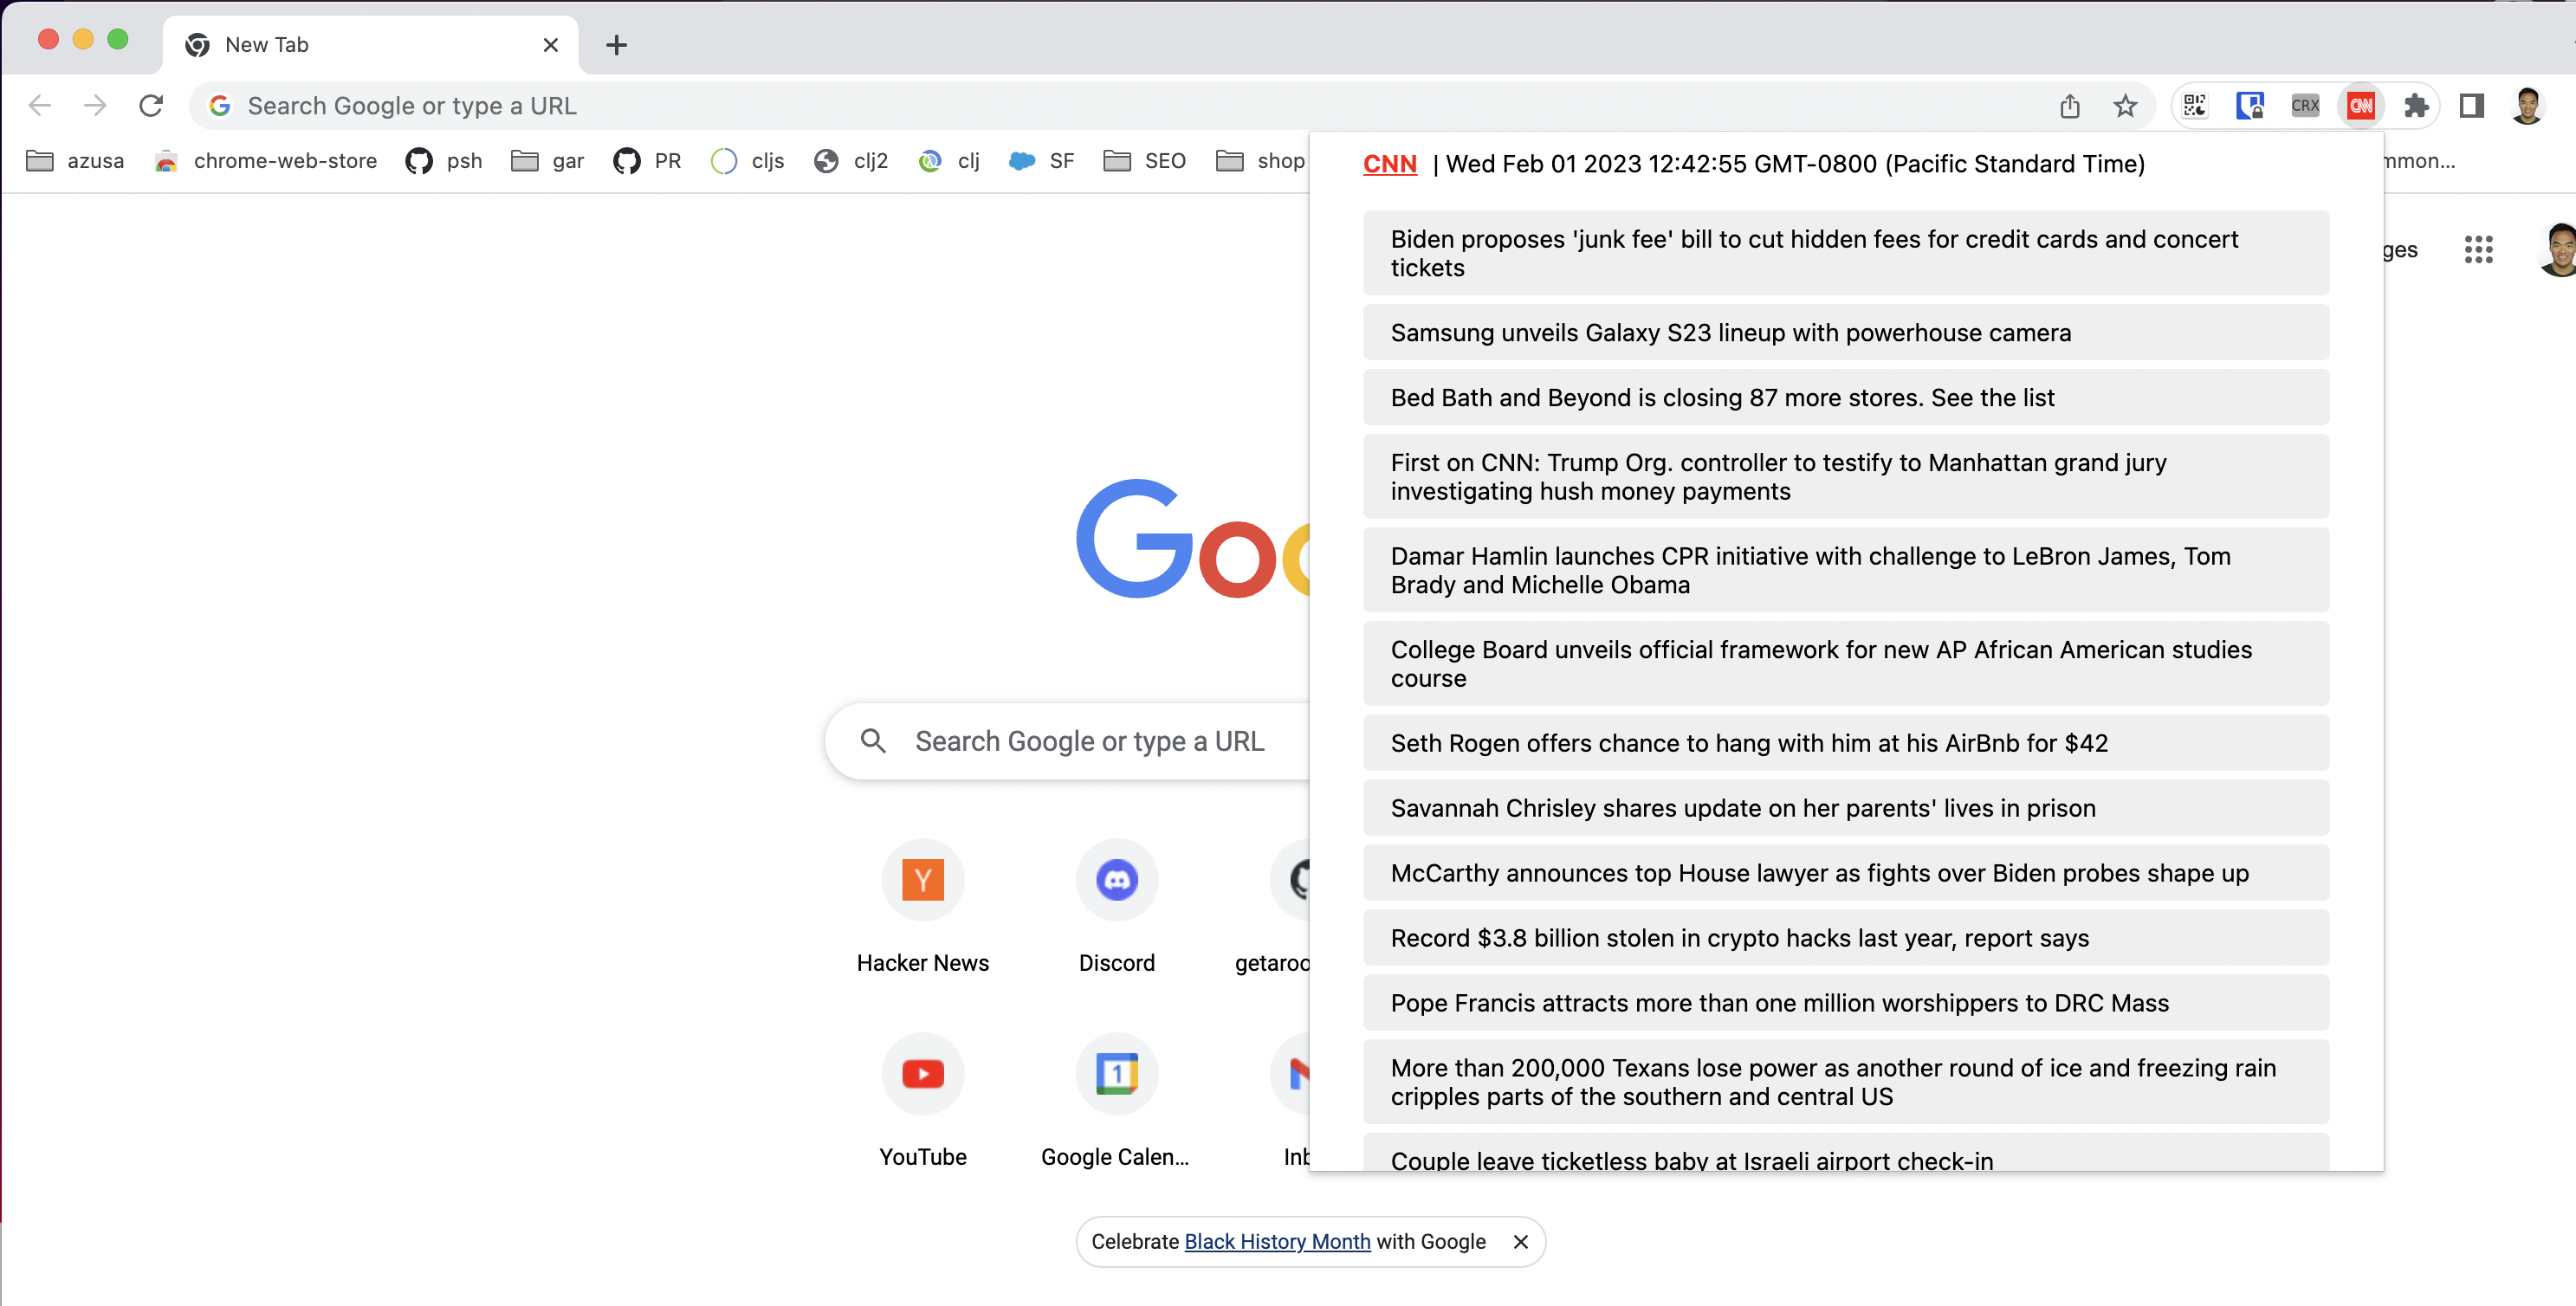 New Tab
Search Google or type a URL
CRX
CNN
azusa
chrome-web-store
psh
gar
PR
cljs
clj2
clj
SF
SEO
shop
mmon...
CNN | Wed Feb 01 2023 12:42:55 GMT-0800 (Pacific Standard Time)
Biden proposes 'junk fee' bill to cut hidden fees for credit cards and concert
tickets
Samsung unveils Galaxy S23 lineup with powerhouse camera
Bed Bath and Beyond is closing 87 more stores. See the list
First on CNN: Trump Org. controller to testify to Manhattan grand jury
investigating hush money payments
Damar Hamlin launches CPR initiative with challenge to LeBron James, Tom
Brady and Michelle Obama
College Board unveils official framework for new AP African American studies
course
Seth Rogen offers chance to hang with him at his AirBnb for $42
Savannah Chrisley shares update on her parents' lives in prison
McCarthy announces top House lawyer as fights over Biden probes shape up
Record $3.8 billion stolen in crypto hacks last year, report says
Pope Francis attracts more than one million worshippers to DRC Mass
More than 200,000 Texans lose power as another round of ice and freezing rain
cripples parts of the southern and central US
Couple leave ticketless baby at Israeli airport check-in
ges
Goo
Search Google or type a URL
Y
Hacker News
Discord
getaroo
YouTube
1
Google Calen...
Inb
Celebrate Black History Month with Google